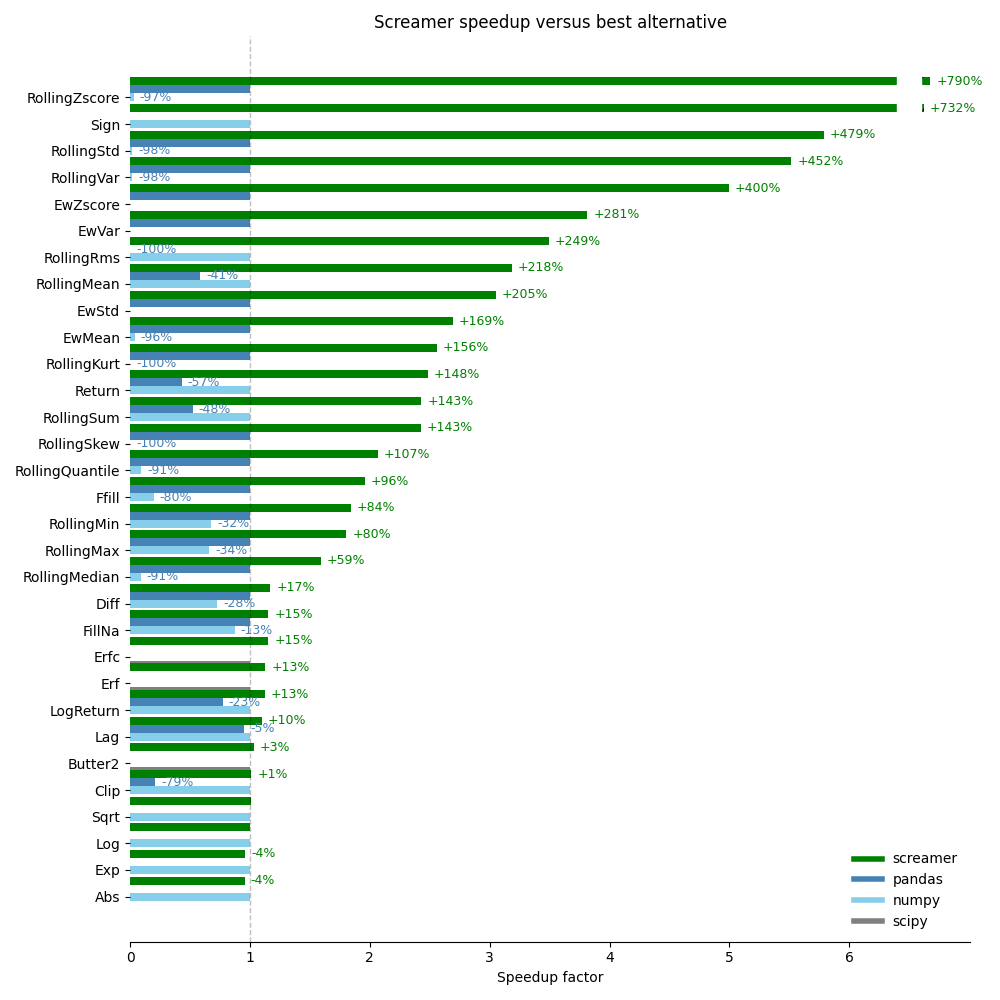 Screamer speedup versus best alternative
+790%
RollingZscore -97%
+732%
Sign
+479%
RollingStd -98%
+452%
RollingVar -98%
+400%
EwZscore
+281%
EwVar
+249%
-100%
RollingRms
+218%
-41%
RollingMean
+205%
EwStd
+169%
EwMean -96%
+156%
RollingKurt -100%
+148%
-57%
Return
+143%
-48%
RollingSum
+143%
RollingSkew -100%
+107%
RollingQuantile -91%
+96%
Ffill -80%
+84%
RollingMin -32%
+80%
RollingMax -34%
+59%
RollingMedian -91%
+17%
Diff -28%
+15%
FillNa -13%
+15%
Erfc
+13%
Erf
+13%
-23%
LogReturn
+10%
-5%
Lag
+3%
Butter2
+1%
-79%
Clip
Sqrt
Log
-4%
Exp
-4%
Abs
screamer
pandas
numpy
scipy
0 1 2 3 4 5 6
Speedup factor